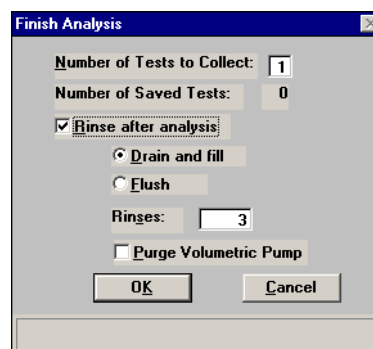 Finish Analysis
Number of Tests to Collect: 1
Number of Saved Tests: 0
Rinse after analysis
Drain and fill
Flush
Rinses: 3
Purge Volumetric Pump
OK Cancel